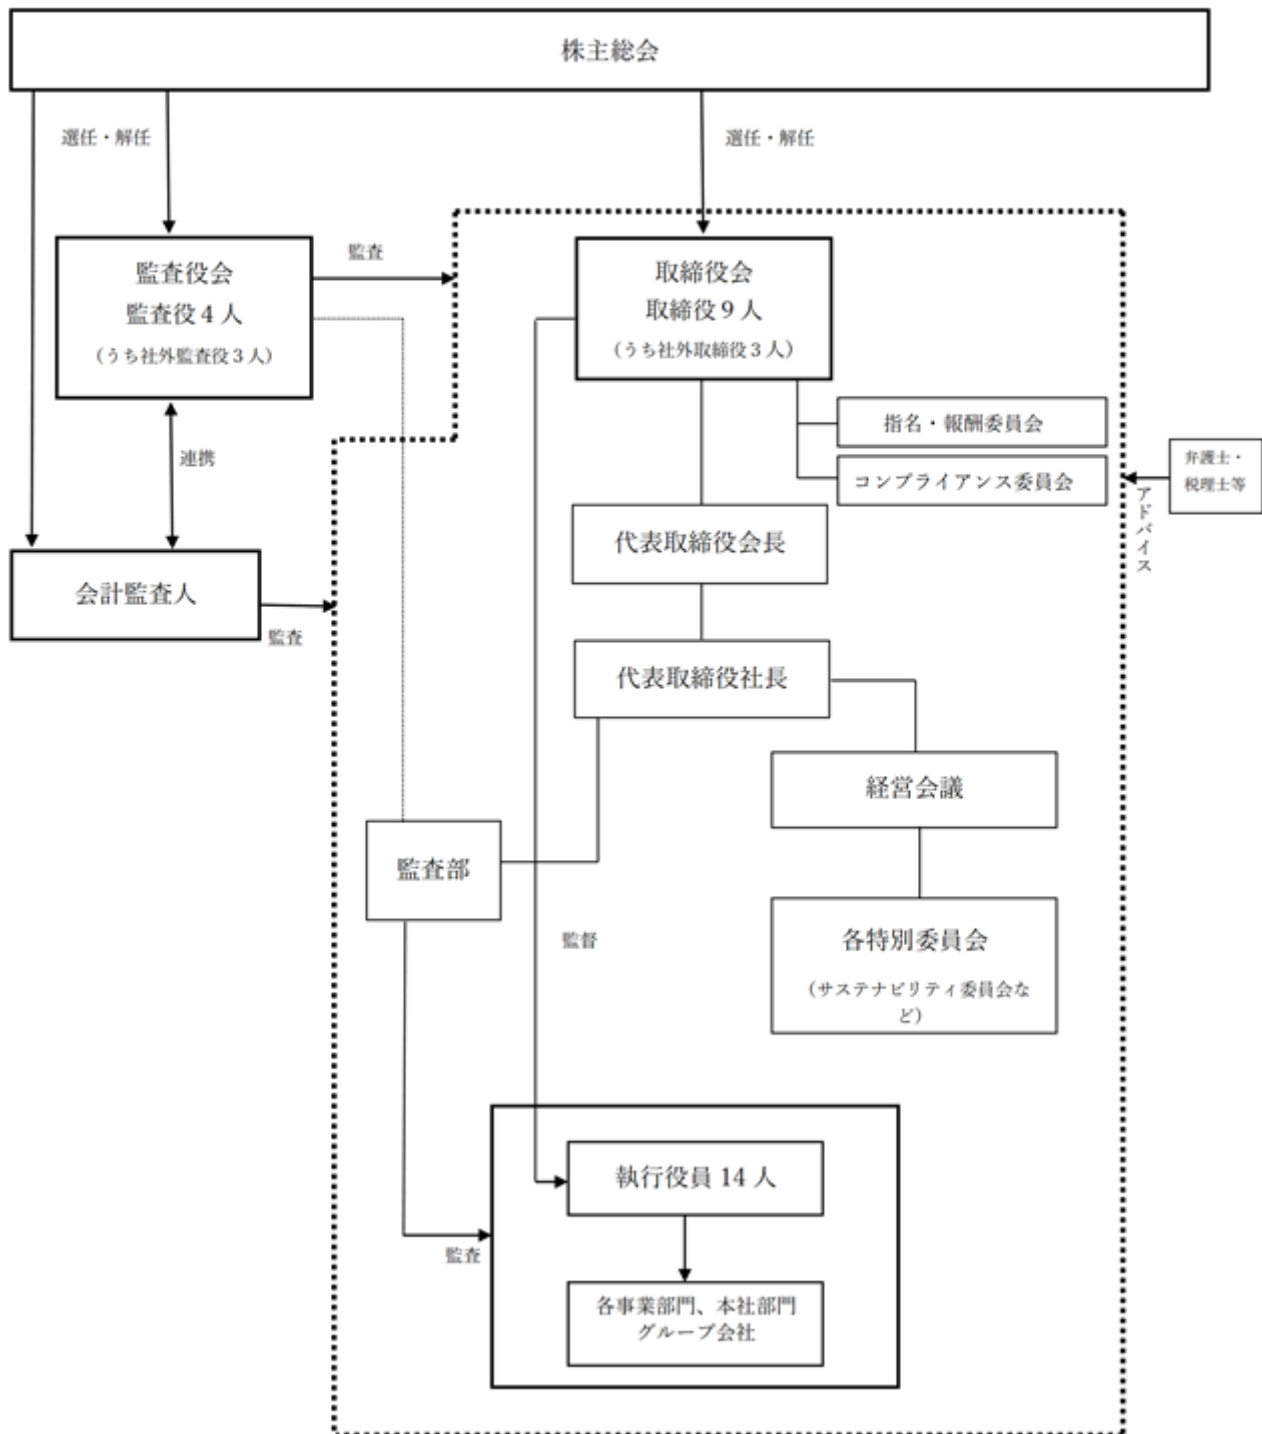 株主総会
選任・解任
選任・解任
監査役会
監査役4人
（うち社外監査役3人）
監査
取締役会
取締役9人
（うち社外取締役3人）
指名・報酬委員会
コンプライアンス委員会
弁護士・
税理士等
アドバイス
連携
代表取締役会長
会計監査人
監査
代表取締役社長
経営会議
監査部
監督
各特別委員会
（サステナビリティ委員会な
ど）
執行役員14人
監査
各事業部門、本社部門
グループ会社